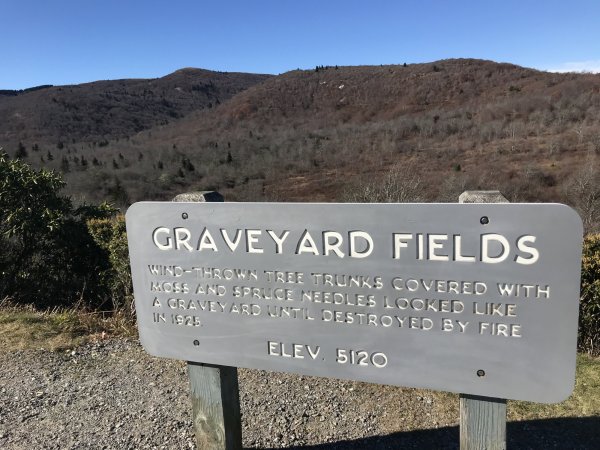 GRAVEYARD FIELDS
WIND-THROWN TREE TRUNKS COVERED WITH
MOSS AND SPRUCE NEEDLES LOOKED LIKE
A GRAVEYARD UNTIL DESTROYED BY FIRE
IN 1925
ELEV. 5120